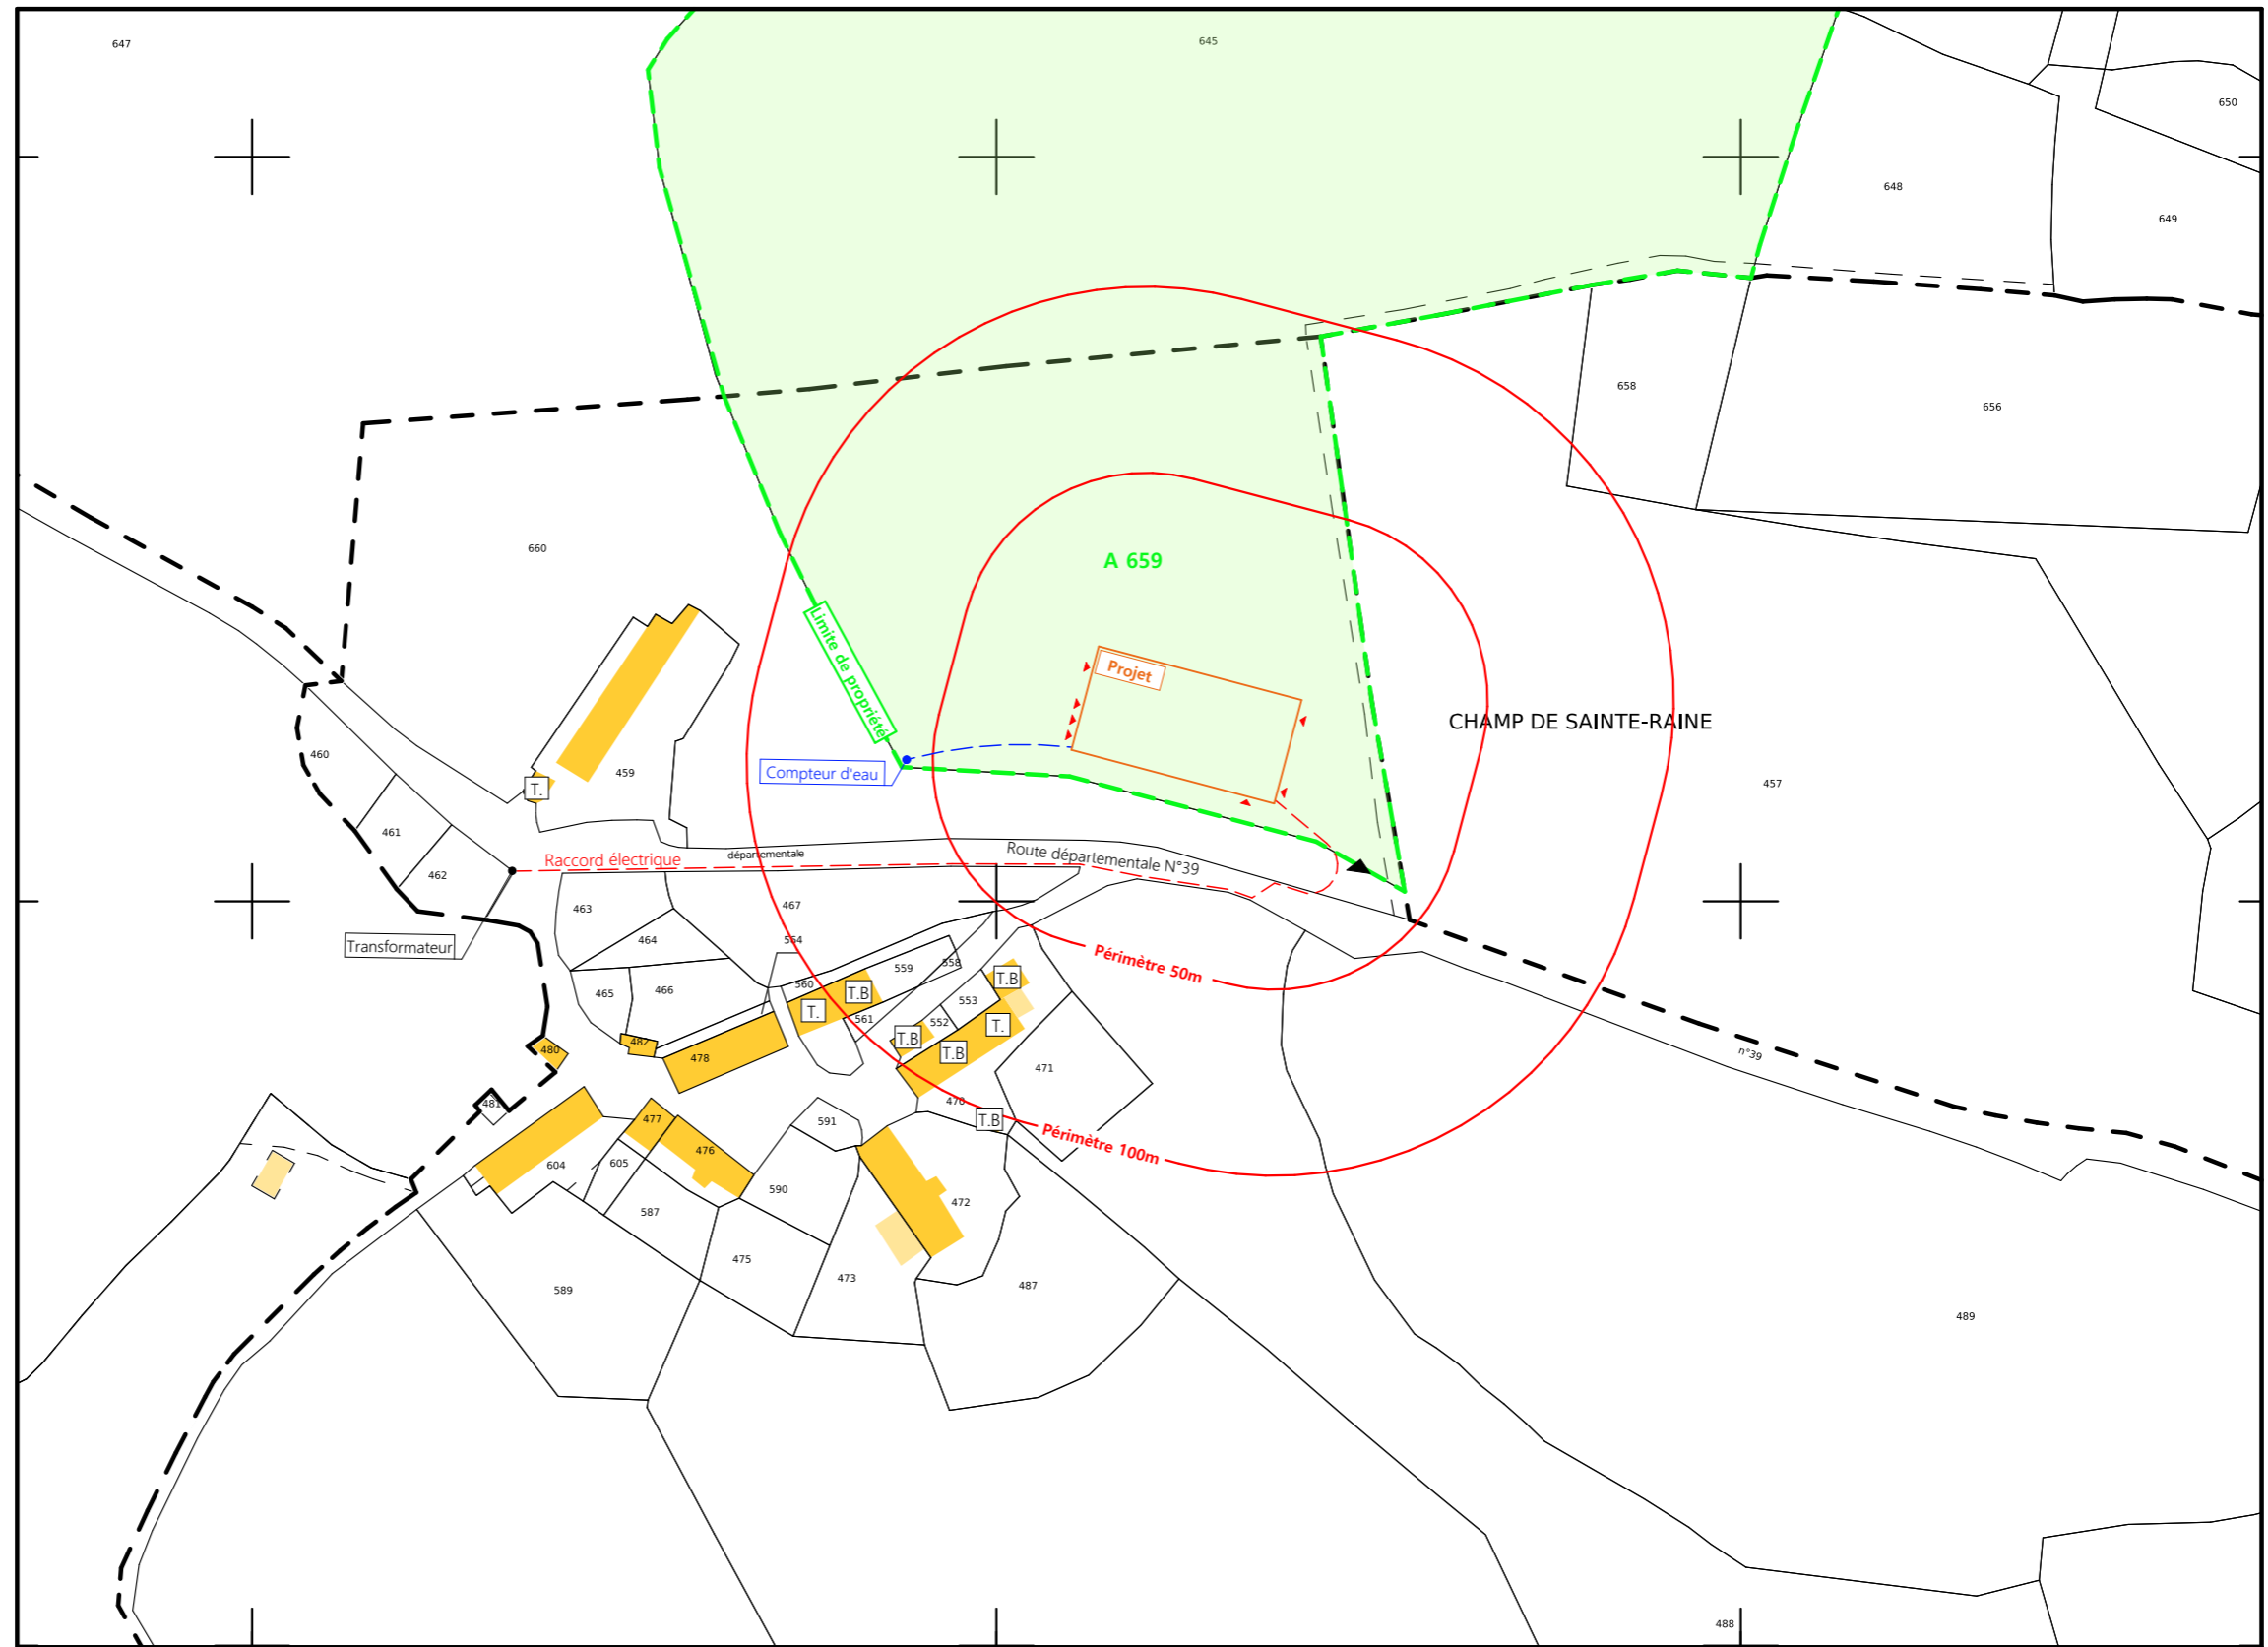 647
645
650
648
649
658
656
660
A 659
Limite de propriété
Projet
CHAMP DE SAINTE-RAINE
460
459
T.
Compteur d'eau
457
461
462
Raccord électrique
départementale
Route départementale N°39
463
467
464
564
Transformateur
Périmètre 50m
559
558
465
466
560
T.B
T.B
553
T.
561
552
T.
T.B
T.B
482
480
478
n°39
471
481
470
T.B
477
591
Périmètre 100m
476
604
605
590
472
587
475
473
487
589
489
488